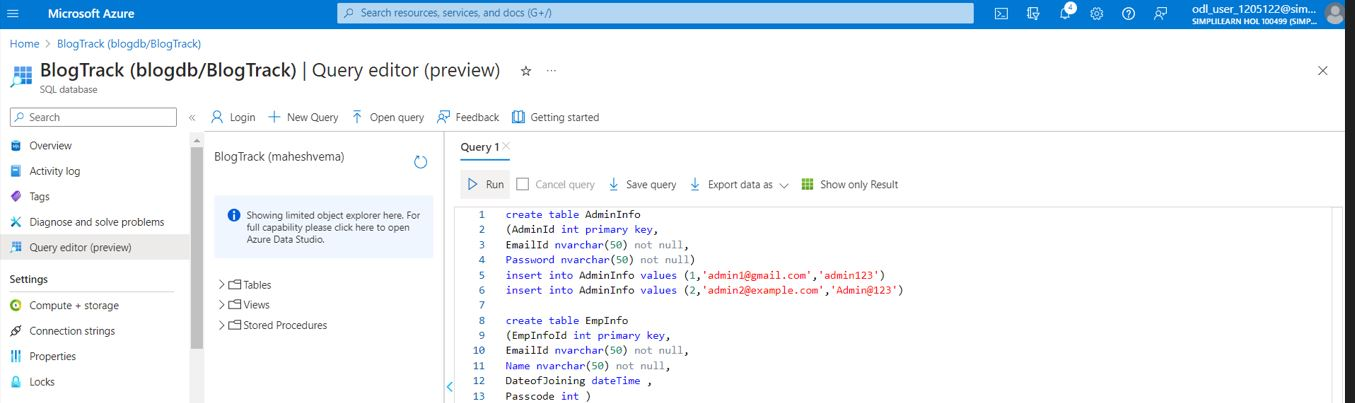 Microsoft Azure
Search resources, services, and docs (G+/)
4
odl_user_1205122@sim...
SIMPLILEARN HOL 100499 (SIMP...
Home > BlogTrack (blogdb/BlogTrack)
BlogTrack (blogdb/BlogTrack) | Query editor (preview)
SQL database
Search
Login
New Query
Open query
Feedback
Getting started
Overview
Activity log
Tags
Diagnose and solve problems
Query editor (preview)
Settings
Compute + storage
Connection strings
Properties
Locks
BlogTrack (maheshvema)
Showing limited object explorer here. For
full capability please click here to open
Azure Data Studio.
Tables
Views
Stored Procedures
Query 1
Run
Cancel query
Save query
Export data as
Show only Result
1 create table AdminInfo
2 (AdminId int primary key,
3 EmailId nvarchar(50) not null,
4 Password nvarchar(50) not null)
5 insert into AdminInfo values (1,'admin1@gmail.com','admin123')
6 insert into AdminInfo values (2,'admin2@example.com','Admin@123')
7
8 create table EmpInfo
9 (EmpInfoId int primary key,
10 EmailId nvarchar(50) not null,
11 Name nvarchar(50) not null,
12 DateofJoining dateTime ,
13 Passcode int )